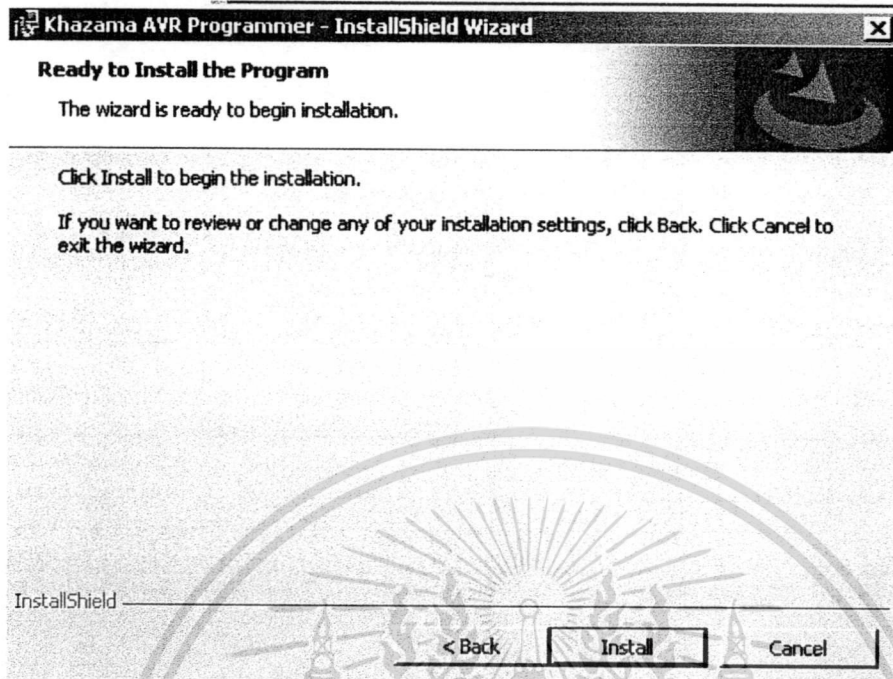 Khazama AVR Programmer - InstallShield Wizard
Ready to Install the Program
The wizard is ready to begin installation.
Click Install to begin the installation.
If you want to review or change any of your installation settings, click Back. Click Cancel to
exit the wizard.
InstallShield
< Back
Install
Cancel